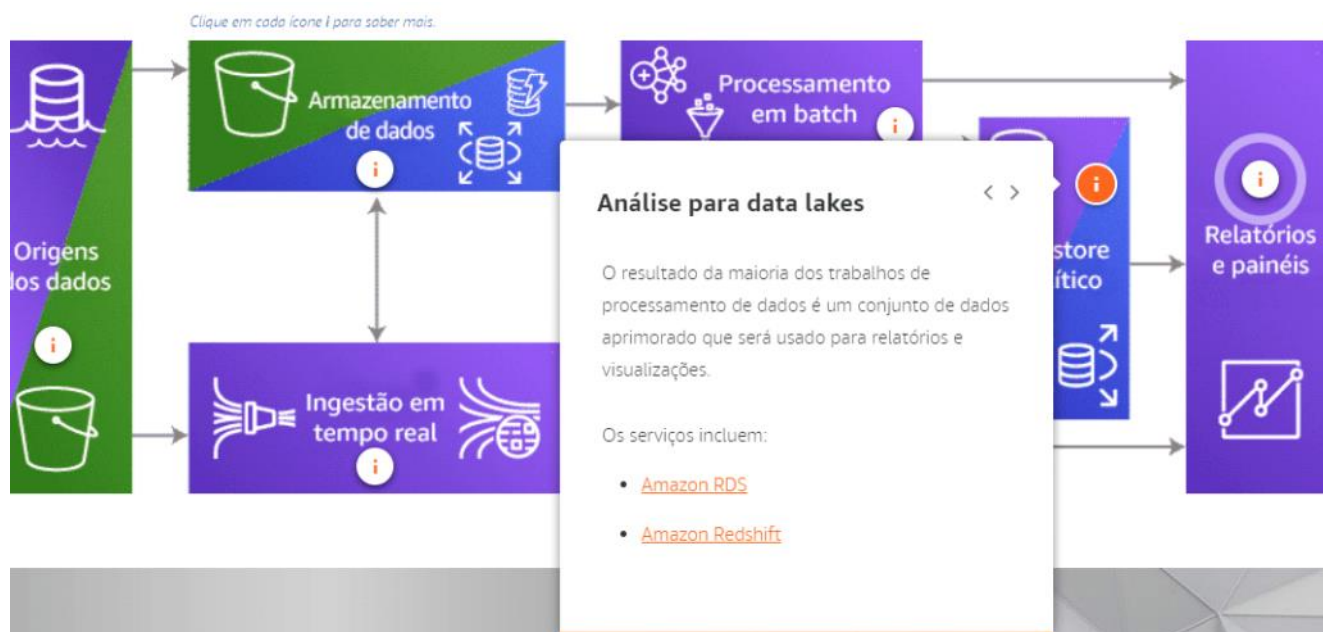 Clique em cada ícone i para saber mais.
Armazenamento
de dados
i
Processamento
em batch
i
Origens
dos dados
i
Ingestão em
tempo real
i
Análise para data lakes
< >
O resultado da maioria dos trabalhos de
processamento de dados é um conjunto de dados
aprimorado que será usado para relatórios e
visualizações.
Os serviços incluem:
• Amazon RDS
• Amazon Redshift
i
store
ítico
i
Relatórios
e painéis